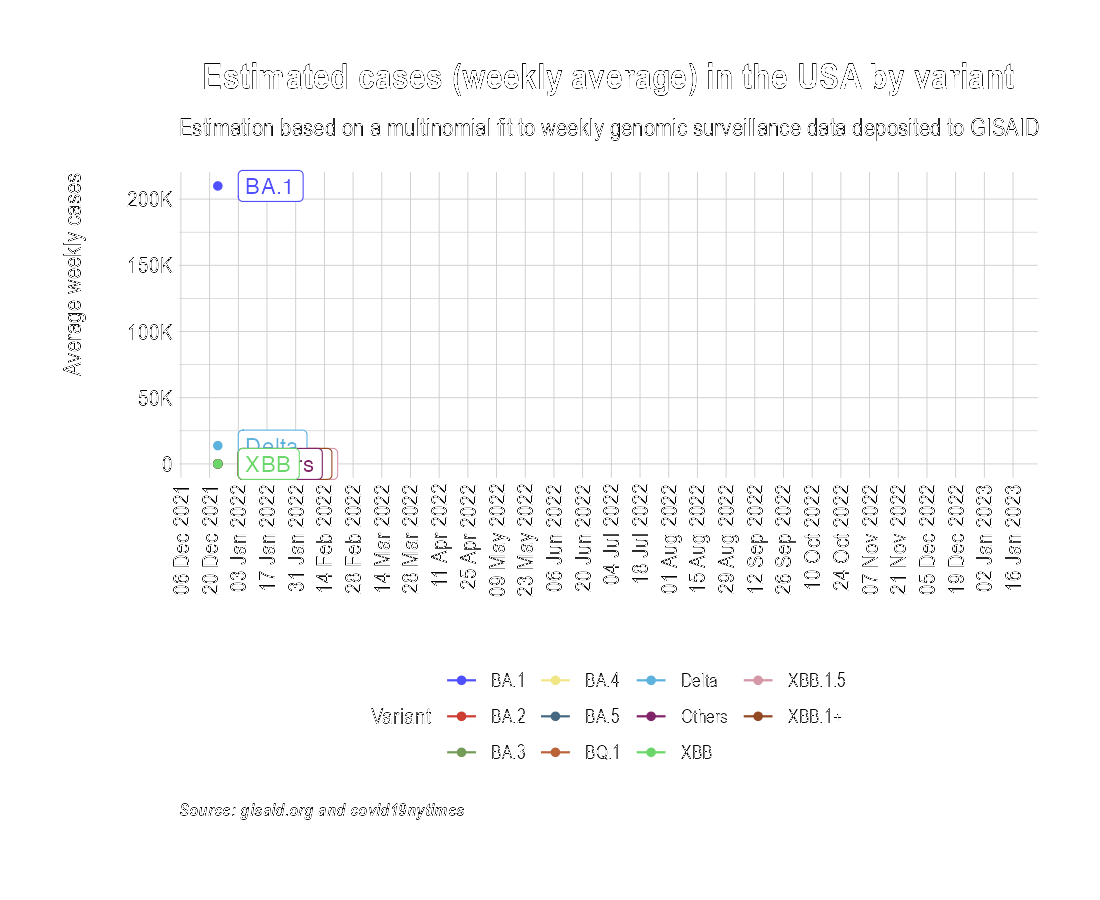 Estimated cases (weekly average) in the USA by variant
Estimation based on a multinomial fit to weekly genomic surveillance data deposited to GISAID
Average weekly cases
200K
150K
100K
50K
0
BA.1
Delta
XBB
rs
06 Dec 2021
20 Dec 2021
03 Jan 2022
17 Jan 2022
31 Jan 2022
14 Feb 2022
28 Feb 2022
14 Mar 2022
28 Mar 2022
11 Apr 2022
25 Apr 2022
09 May 2022
23 May 2022
06 Jun 2022
20 Jun 2022
04 Jul 2022
18 Jul 2022
01 Aug 2022
15 Aug 2022
29 Aug 2022
12 Sep 2022
26 Sep 2022
10 Oct 2022
24 Oct 2022
07 Nov 2022
21 Nov 2022
05 Dec 2022
19 Dec 2022
02 Jan 2023
16 Jan 2023
Variant
BA.1
BA.2
BA.3
BA.4
BA.5
BQ.1
Delta
Others
XBB
XBB.1.5
XBB.1+
Source: gisaid.org and covid19nytimes